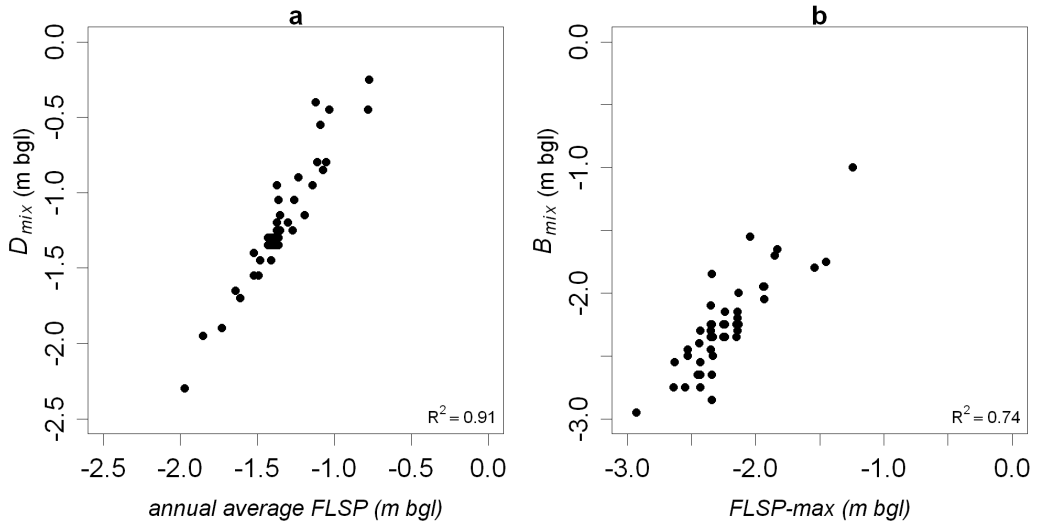 a
0.0
-0.5
-1.0
-1.5
-2.0
-2.5
D mix (m bgl)
R² = 0.91
-2.5 -2.0 -1.5 -1.0 -0.5 0.0
annual average FLSP (m bgl)
b
0.0
-1.0
-2.0
-3.0
B mix (m bgl)
R² = 0.74
-3.0 -2.0 -1.0 0.0
FLSP-max (m bgl)